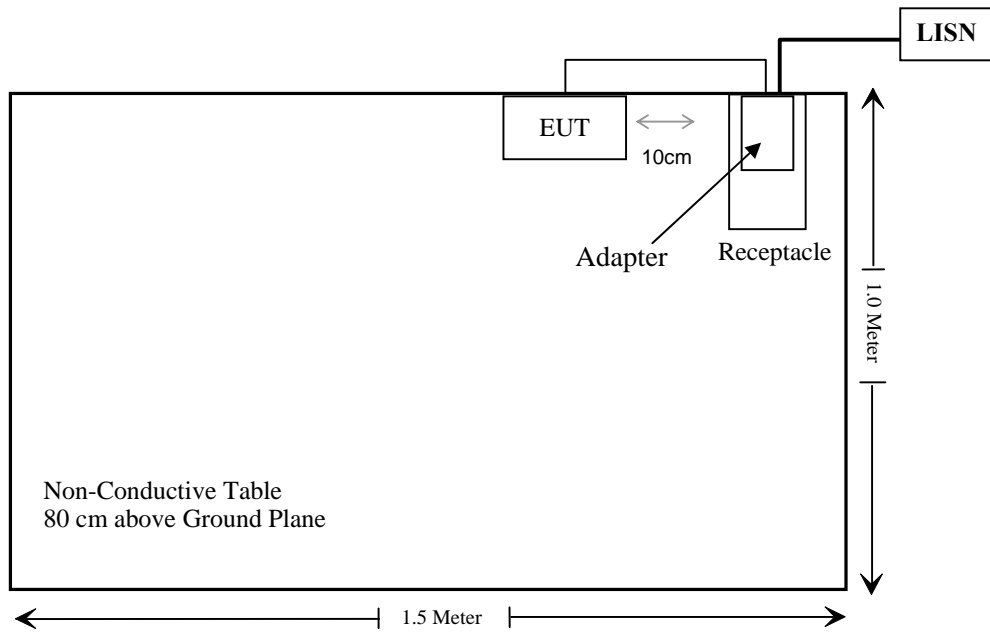 LISN
EUT
10cm
Adapter
Receptacle
1.0 Meter
Non-Conductive Table
80 cm above Ground Plane
1.5 Meter